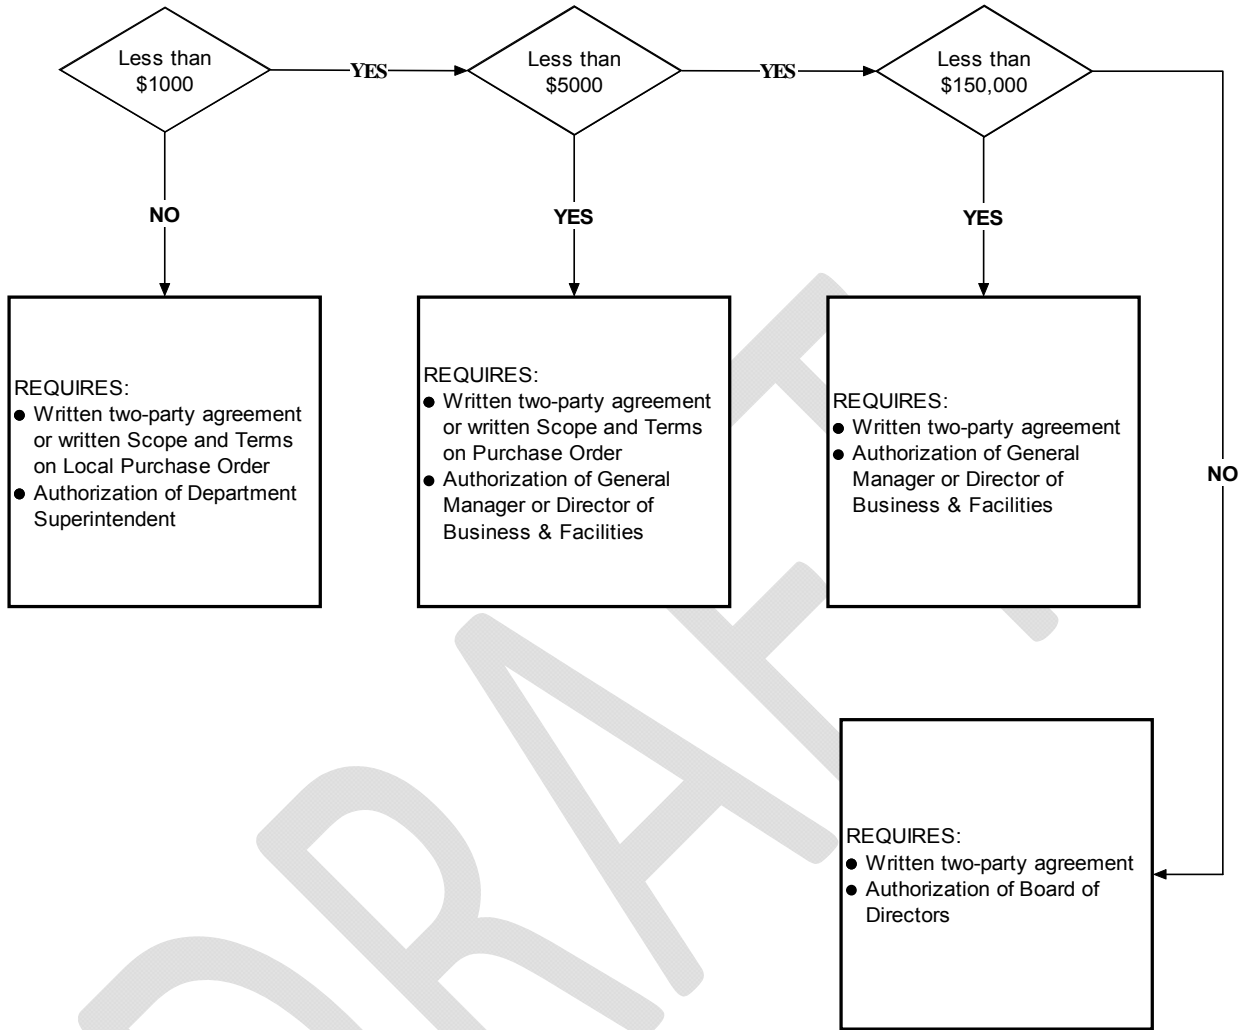 Less than
$1000
YES
Less than
$5000
YES
Less than
$150,000
NO
YES
YES
NO
REQUIRES:
● Written two-party agreement
or written Scope and Terms
on Local Purchase Order
● Authorization of Department
Superintendent
REQUIRES:
● Written two-party agreement
or written Scope and Terms
on Purchase Order
● Authorization of General
Manager or Director of
Business & Facilities
REQUIRES:
● Written two-party agreement
● Authorization of General
Manager or Director of
Business & Facilities
REQUIRES:
● Written two-party agreement
● Authorization of Board of
Directors
DRAFT